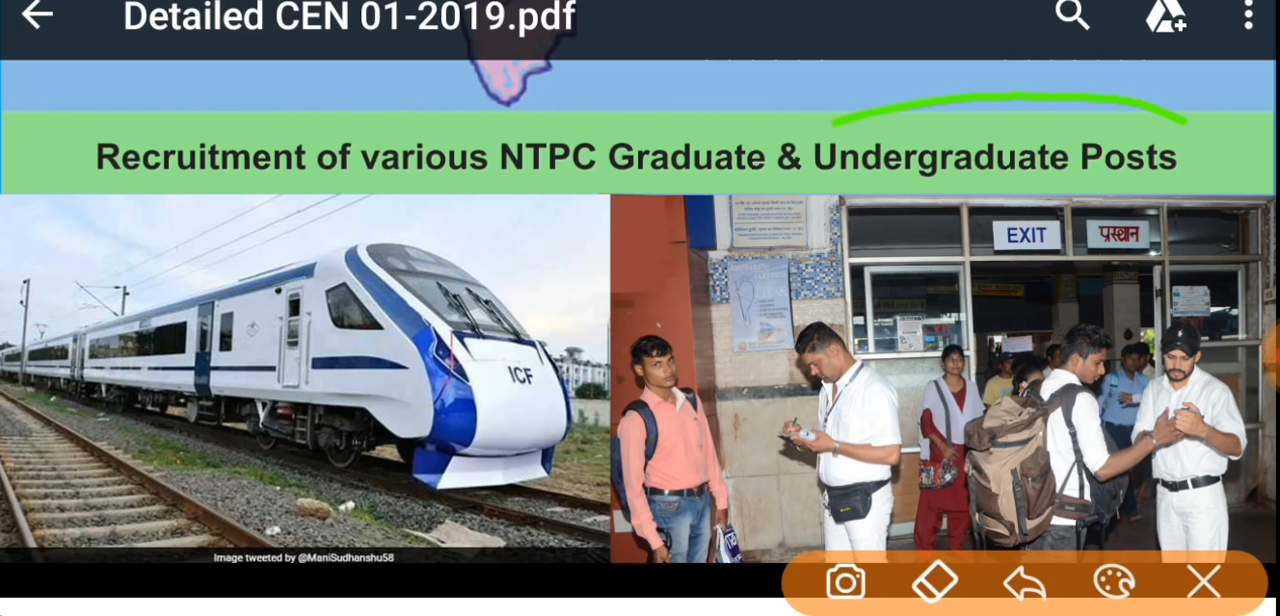 Detailed CEN 01-2019.pdf
Recruitment of various NTPC Graduate & Undergraduate Posts
EXIT
प्रस्थान
ICF
Image tweeted by @ManiSudhanshu58